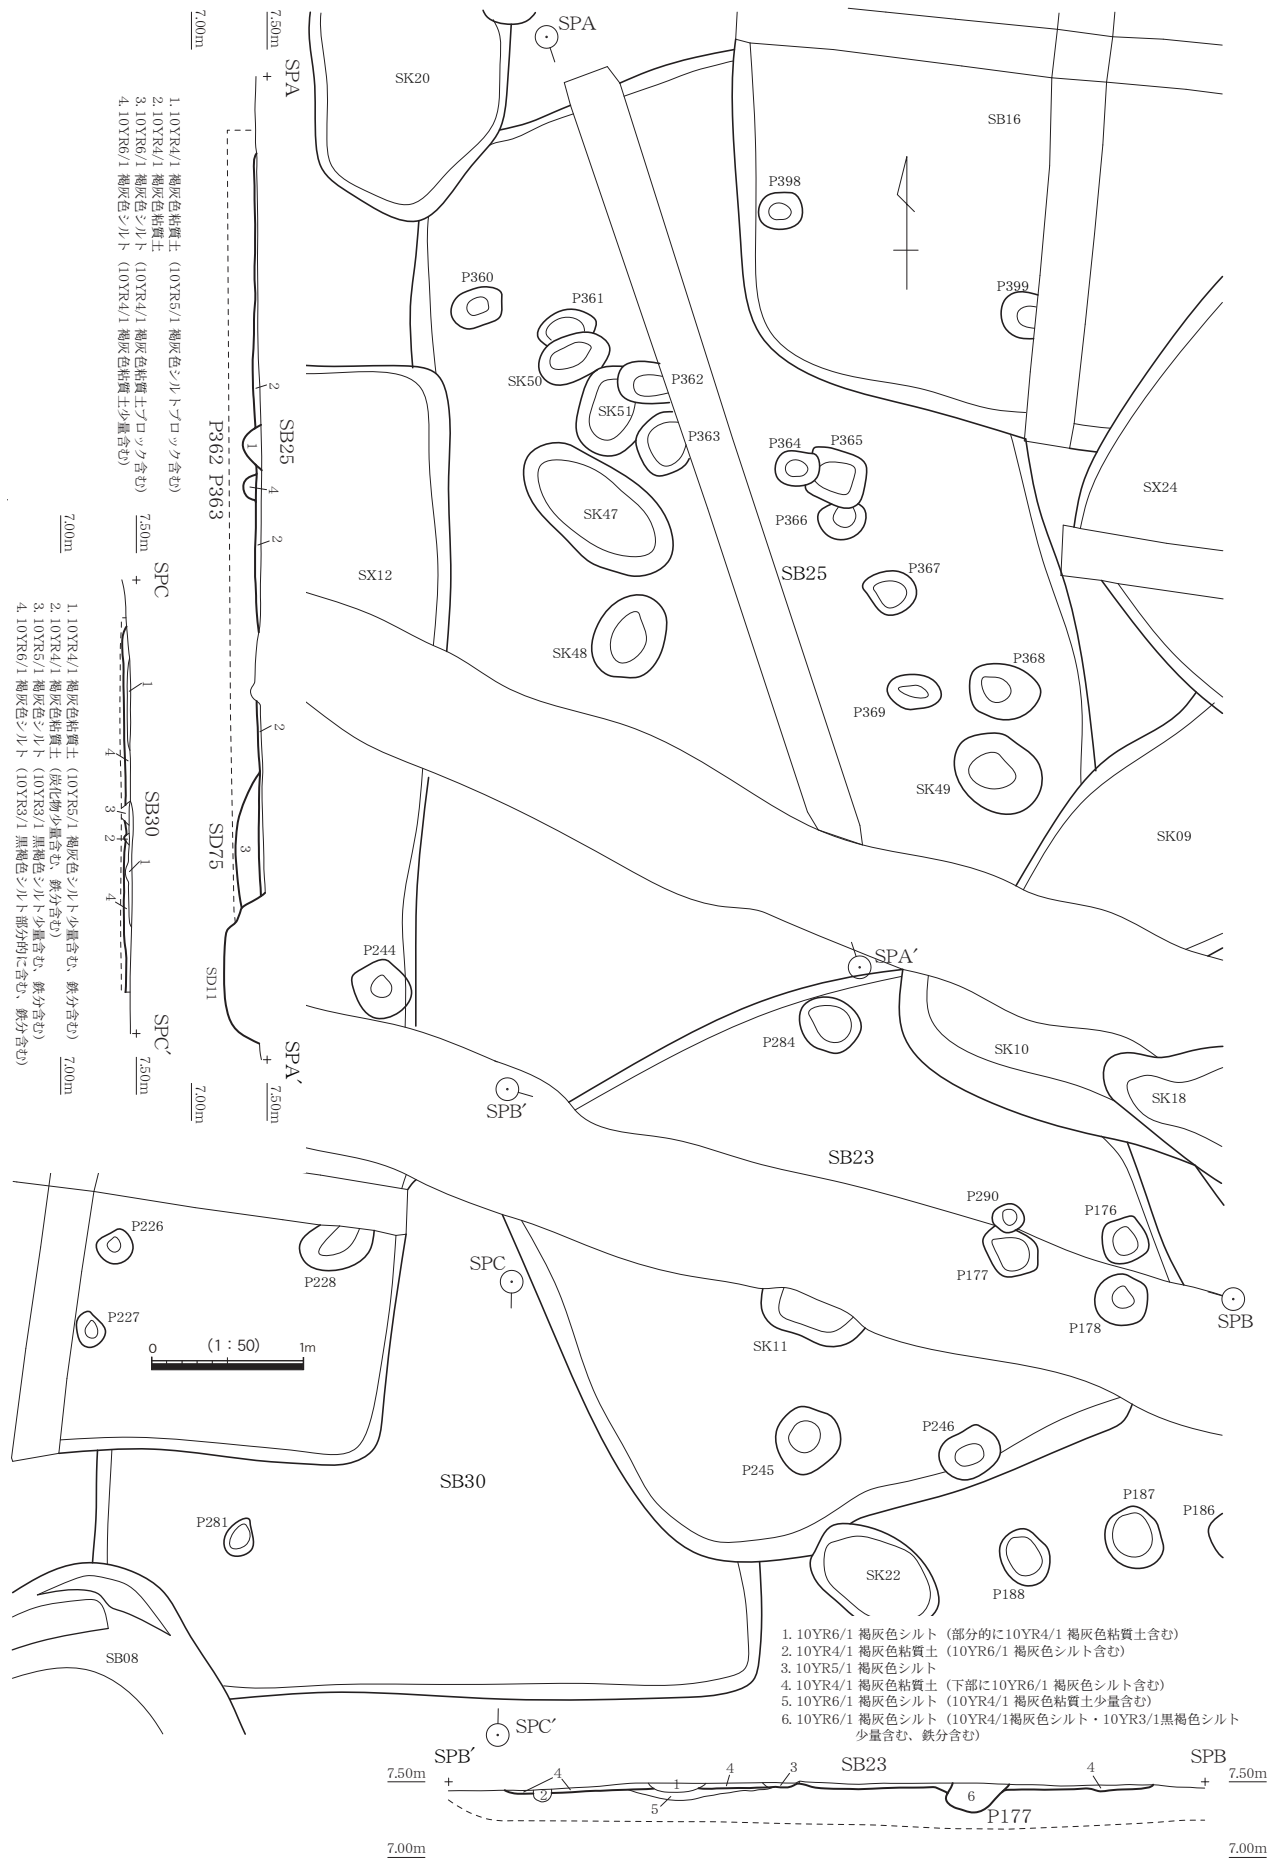 SPA
SK20
SB16
P398
P399
P360
P361
SK50
P362
SK51
P363
P364
P365
P366
SK47
SX24
SX12
SB25
P367
SK48
P368
P369
SK49
SK09
P244
SPA′
P284
SK10
SK18
SPB′
SB23
P290
P176
P177
P178
SPB
P226
P228
P227
SPC
SK11
0 (1：50) 1m
P246
P245
SB30
P281
P187
P186
P188
SK22
SB08
SPC′
7.50m
7.00m
SPA
1. 10YR4/1 褐灰色粘質土（10YR5/1 褐灰色シルトブロック含む）
2. 10YR4/1 褐灰色粘質土
3. 10YR6/1 褐灰色シルト（10YR4/1 褐灰色粘質土ブロック含む）
4. 10YR6/1 褐灰色シルト（10YR4/1 褐灰色粘質土少量含む）
2
SB25
1
P362 P363
4
2
2
SD75
3
SD11
SPA′
7.50m
7.00m
7.50m
7.00m
SPC
1. 10YR4/1 褐灰色粘質土（10YR5/1 褐灰色シルト少量含む、鉄分含む）
2. 10YR4/1 褐灰色粘質土（炭化物少量含む、鉄分含む）
3. 10YR5/1 褐灰色シルト（10YR3/1 黒褐色シルト少量含む、鉄分含む）
4. 10YR6/1 褐灰色シルト（10YR3/1 黒褐色シルト部分的に含む、鉄分含む）
1
4
SB30
3
2
1
4
SPC′
7.50m
7.00m
1. 10YR6/1 褐灰色シルト（部分的に10YR4/1 褐灰色粘質土含む）
2. 10YR4/1 褐灰色粘質土（10YR6/1 褐灰色シルト含む）
3. 10YR5/1 褐灰色シルト
4. 10YR4/1 褐灰色粘質土（下部に10YR6/1 褐灰色シルト含む）
5. 10YR6/1 褐灰色シルト（10YR4/1 褐灰色粘質土少量含む）
6. 10YR6/1 褐灰色シルト（10YR4/1褐灰色シルト・10YR3/1黒褐色シルト
少量含む、鉄分含む）
SPB′
SB23
SPB
7.50m
4
4
3
4
7.50m
2
1
5
6
P177
7.00m
7.00m